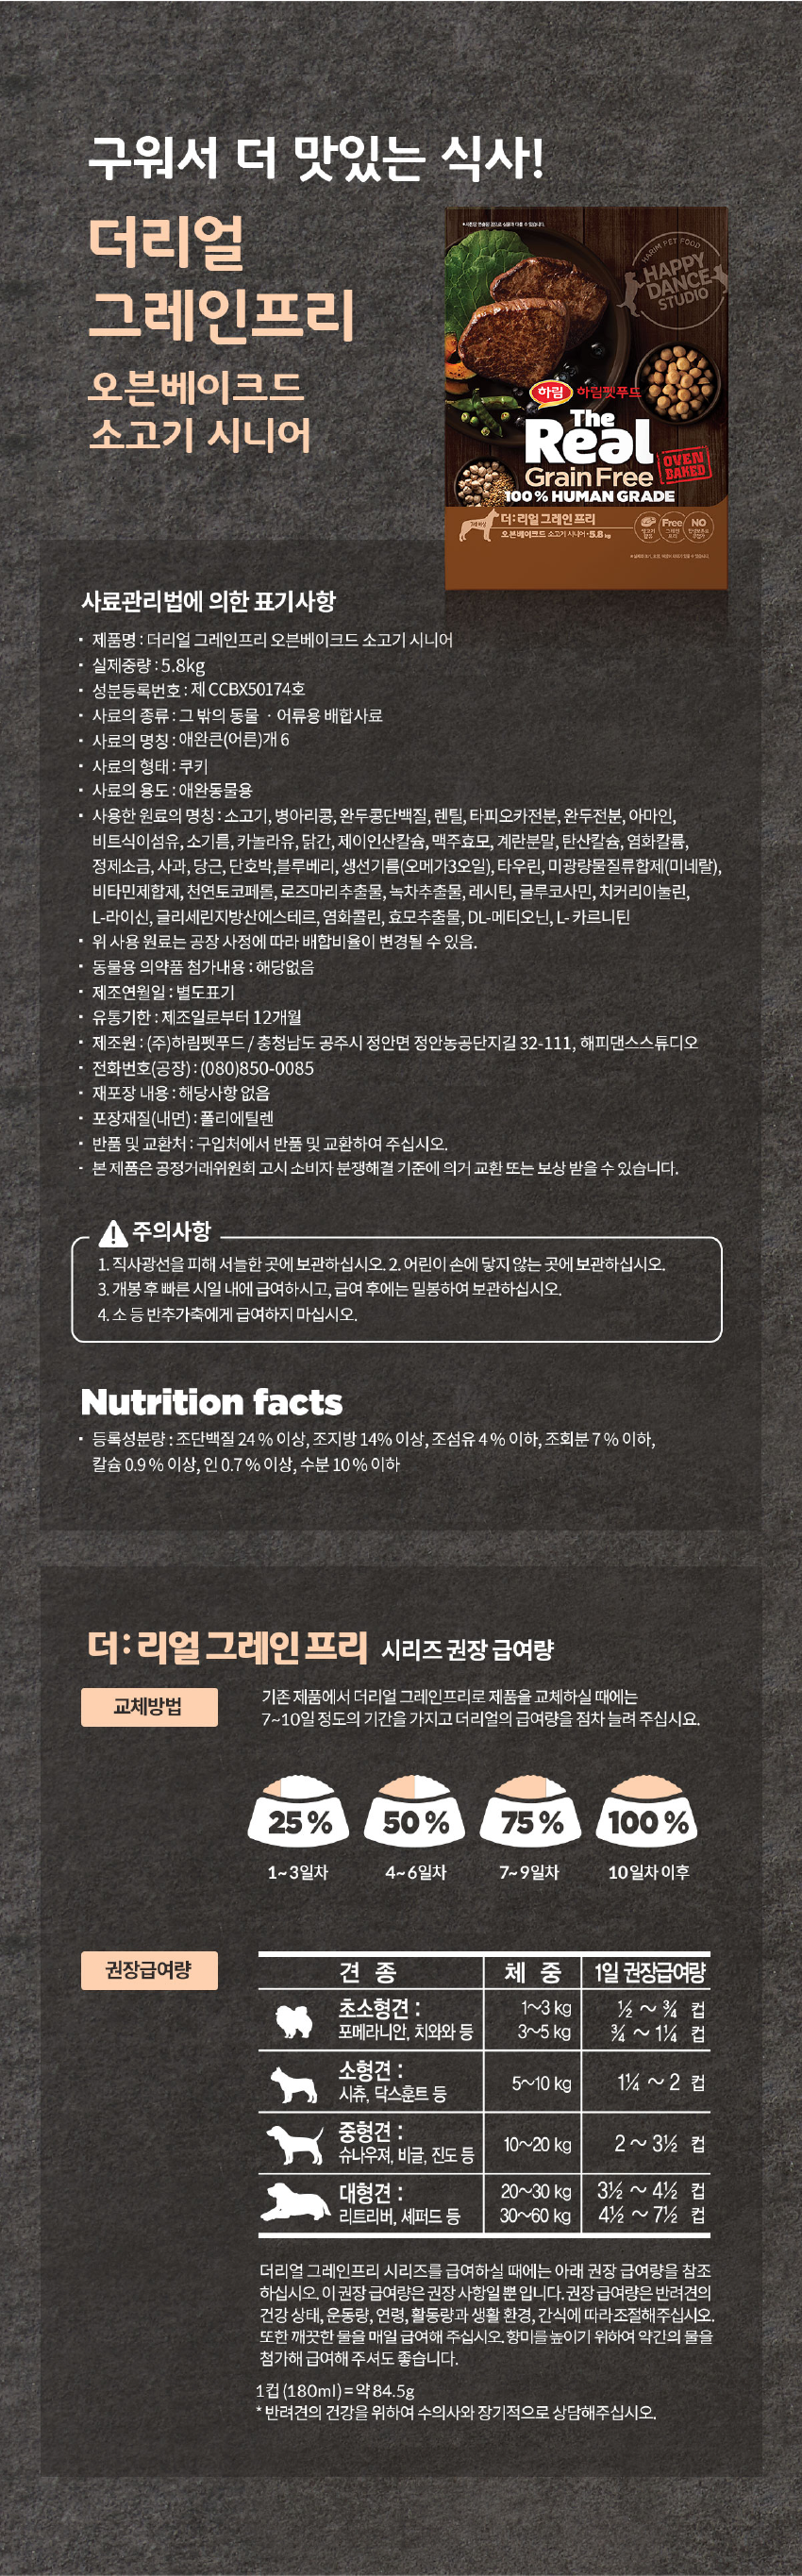 구워서 더 맛있는 식사!
더리얼
그레인프리
오븐베이크드
소고기 시니어
HARIM PET FOOD
HAPPY
DANCE
STUDIO
하림 하림펫푸드
The
Real
Grain Free
OVEN
BAKED
100 % HUMAN GRADE
더:리얼 그레인 프리
오븐베이크드 소고기 시니어 · 5.8 kg
Free
NO
사료관리법에 의한 표기사항
· 제품명 : 더리얼 그레인프리 오븐베이크드 소고기 시니어
· 실제중량 : 5.8kg
· 성분등록번호 : 제 CCBX50174호
· 사료의 종류 : 그 밖의 동물 · 어류용 배합사료
· 사료의 명칭 : 애완큰(어른)개 6
· 사료의 형태 : 쿠키
· 사료의 용도 : 애완동물용
· 사용한 원료의 명칭 : 소고기, 병아리콩, 완두콩단백질, 렌틸, 타피오카전분, 완두전분, 아마인,
비트식이섬유, 소기름, 카놀라유, 닭간, 제이인산칼슘, 맥주효모, 계란분말, 탄산칼슘, 염화칼륨,
정제소금, 사과, 당근, 단호박,블루베리, 생선기름(오메가3오일), 타우린, 미광량물질류합제(미네랄),
비타민제합제, 천연토코페롤, 로즈마리추출물, 녹차추출물, 레시틴, 글루코사민, 치커리이눌린,
L-라이신, 글리세린지방산에스테르, 염화콜린, 효모추출물, DL-메티오닌, L- 카르니틴
· 위 사용 원료는 공장 사정에 따라 배합비율이 변경될 수 있음.
· 동물용 의약품 첨가내용 : 해당없음
· 제조연월일 : 별도표기
· 유통기한 : 제조일로부터 12개월
· 제조원 : (주)하림펫푸드 / 충청남도 공주시 정안면 정안농공단지길 32-111, 해피댄스스튜디오
· 전화번호(공장) : (080)850-0085
· 재포장 내용 : 해당사항 없음
· 포장재질(내면) : 폴리에틸렌
· 반품 및 교환처 : 구입처에서 반품 및 교환하여 주십시오.
· 본 제품은 공정거래위원회 고시 소비자 분쟁해결 기준에 의거 교환 또는 보상 받을 수 있습니다.
주의사항
1. 직사광선을 피해 서늘한 곳에 보관하십시오. 2. 어린이 손에 닿지 않는 곳에 보관하십시오.
3. 개봉 후 빠른 시일 내에 급여하시고, 급여 후에는 밀봉하여 보관하십시오.
4. 소 등 반추가축에게 급여하지 마십시오.
Nutrition facts
· 등록성분량 : 조단백질 24 % 이상, 조지방 14% 이상, 조섬유 4 % 이하, 조회분 7 % 이하,
칼슘 0.9 % 이상, 인 0.7 % 이상, 수분 10 % 이하
더: 리얼 그레인 프리 시리즈 권장 급여량
교체방법
기존 제품에서 더리얼 그레인프리로 제품을 교체하실 때에는
7~10일 정도의 기간을 가지고 더리얼의 급여량을 점차 늘려 주십시요.
25 % 50 % 75 % 100 %
1~3일차 4~6일차 7~9일차 10일차 이후
권장급여량
견 종 체 중 1일 권장급여량
초소형견 : 1~3 kg ½ ~ ¾ 컵
포메라니안, 치와와 등 3~5 kg ¾ ~ 1¼ 컵
소형견 :
시츄, 닥스훈트 등 5~10 kg 1¼ ~ 2 컵
중형견 :
슈나우져, 비글, 진도 등 10~20 kg 2 ~ 3½ 컵
대형견 : 20~30 kg 3½ ~ 4½ 컵
리트리버, 셰퍼드 등 30~60 kg 4½ ~ 7½ 컵
더리얼 그레인프리 시리즈를 급여하실 때에는 아래 권장 급여량을 참조
하십시오. 이 권장 급여량은 권장 사항일 뿐 입니다. 권장 급여량은 반려견의
건강 상태, 운동량, 연령, 활동량과 생활 환경, 간식에 따라조절해주십시오.
또한 깨끗한 물을 매일 급여해 주십시오. 향미를 높이기 위하여 약간의 물을
첨가해 급여해 주셔도 좋습니다.
1컵 (180ml) = 약 84.5g
* 반려견의 건강을 위하여 수의사와 장기적으로 상담해주십시오.